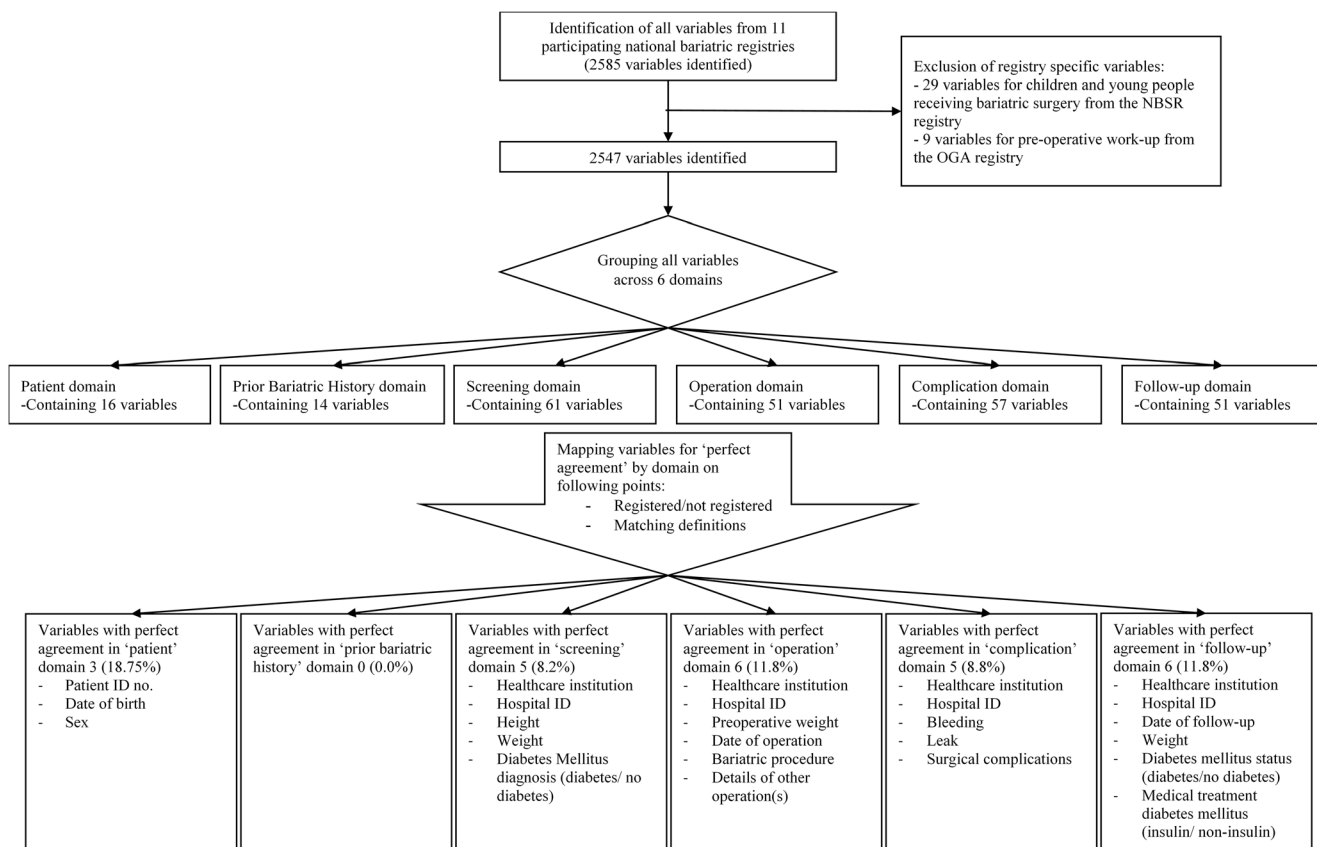 Identification of all variables from 11
participating national bariatric registries
(2585 variables identified)
Exclusion of registry specific variables:
- 29 variables for children and young people
receiving bariatric surgery from the NBSR
registry
- 9 variables for pre-operative work-up from
the OGA registry
2547 variables identified
Grouping all variables
across 6 domains
Patient domain
-Containing 16 variables
Prior Bariatric History domain
-Containing 14 variables
Screening domain
-Containing 61 variables
Operation domain
-Containing 51 variables
Complication domain
-Containing 57 variables
Follow-up domain
-Containing 51 variables
Mapping variables for ‘perfect
agreement’ by domain on
following points:
- Registered/not registered
- Matching definitions
Variables with perfect
agreement in ‘patient’
domain 3 (18.75%)
- Patient ID no.
- Date of birth
- Sex
Variables with perfect
agreement in ‘prior bariatric
history’ domain 0 (0.0%)
Variables with perfect
agreement in ‘screening’
domain 5 (8.2%)
- Healthcare institution
- Hospital ID
- Height
- Weight
- Diabetes Mellitus
diagnosis (diabetes/ no
diabetes)
Variables with perfect
agreement in ‘operation’
domain 6 (11.8%)
- Healthcare institution
- Hospital ID
- Preoperative weight
- Date of operation
- Bariatric procedure
- Details of other
operation(s)
Variables with perfect
agreement in ‘complication’
domain 5 (8.8%)
- Healthcare institution
- Hospital ID
- Bleeding
- Leak
- Surgical complications
Variables with perfect
agreement in ‘follow-up’
domain 6 (11.8%)
- Healthcare institution
- Hospital ID
- Date of follow-up
- Weight
- Diabetes mellitus status
(diabetes/no diabetes)
- Medical treatment
diabetes mellitus
(insulin/ non-insulin)